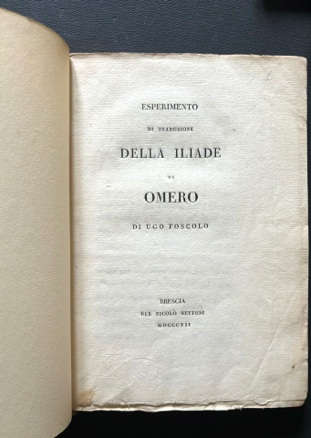 ESPERIMENTO
DI TRADUZIONE
DELLA ILIADE
DI
OMERO
DI UGO FOSCOLO
BRESCIA
PER NICOLÒ BETTONI
MDCCCVII